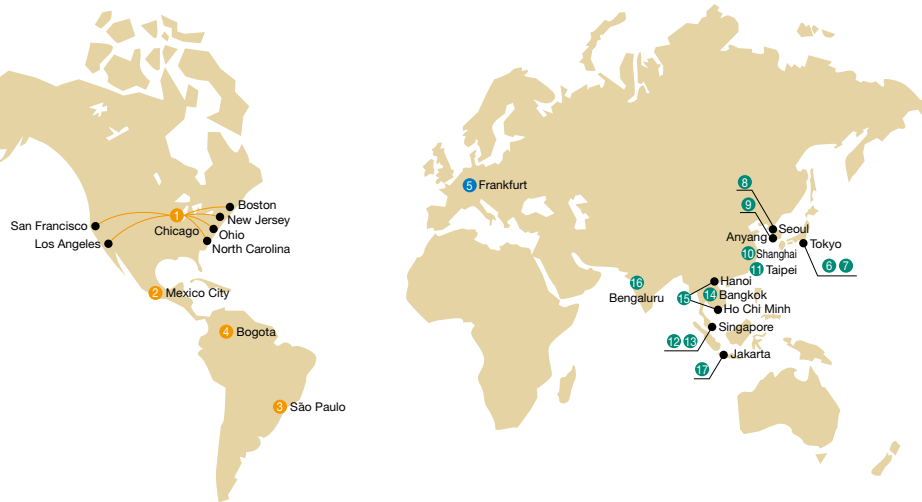 San Francisco
Los Angeles
1
Chicago
Boston
New Jersey
Ohio
North Carolina
2 Mexico City
4 Bogota
3 São Paulo
5 Frankfurt
8
9
Seoul
Anyang
Tokyo
6 7
10 Shanghai
11 Taipei
16
Bengaluru
Hanoi
15
14 Bangkok
Ho Chi Minh
Singapore
12 13
Jakarta
17